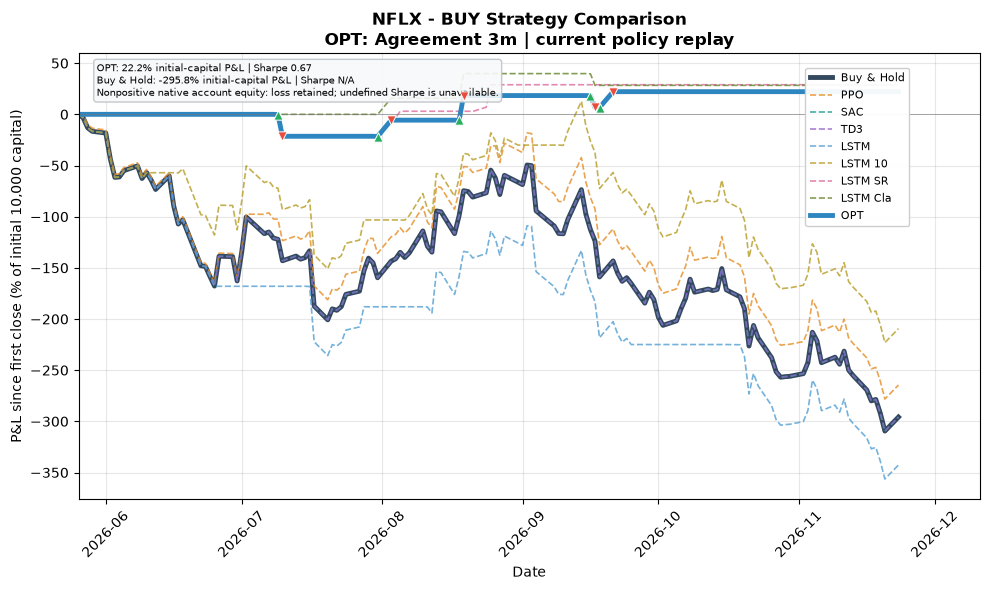 NFLX - BUY Strategy Comparison
OPT: Agreement 3m | current policy replay
OPT: 22.2% initial-capital P&L | Sharpe 0.67
Buy & Hold: -295.8% initial-capital P&L | Sharpe N/A
Nonpositive native account equity: loss retained; undefined Sharpe is unavailable.
Buy & Hold
PPO
SAC
TD3
LSTM
LSTM 10
LSTM SR
LSTM Cla
OPT
P&L since first close (% of initial 10,000 capital)
50
0
−50
−100
−150
−200
−250
−300
−350
2026-06
2026-07
2026-08
2026-09
2026-10
2026-11
2026-12
Date